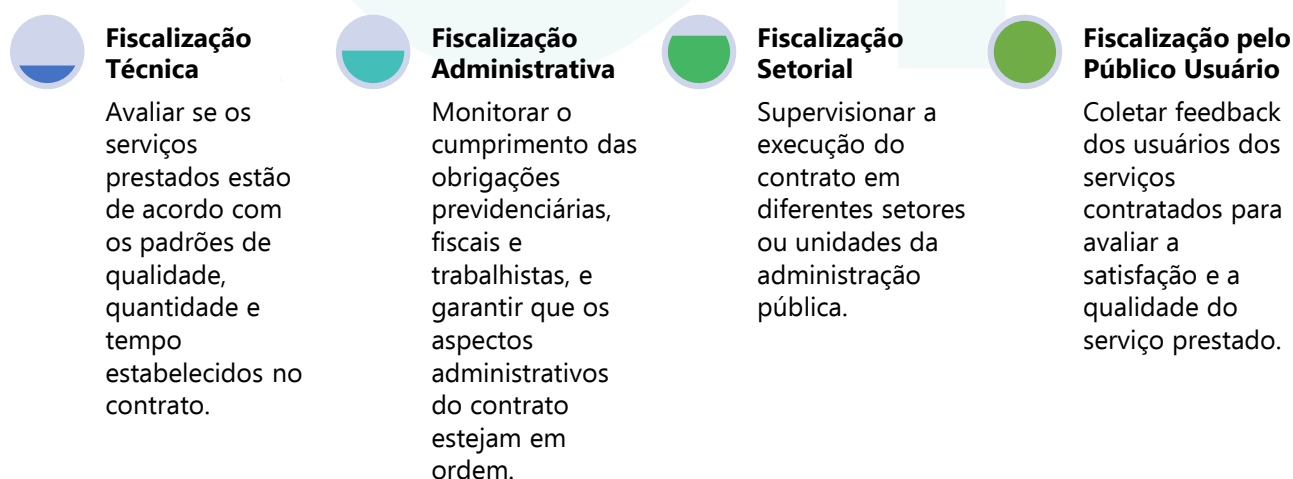 Fiscalização
Técnica
Avaliar se os
serviços
prestados estão
de acordo com
os padrões de
qualidade,
quantidade e
tempo
estabelecidos no
contrato.
Fiscalização
Administrativa
Monitorar o
cumprimento das
obrigações
previdenciárias,
fiscais e
trabalhistas, e
garantir que os
aspectos
administrativos
do contrato
estejam em
ordem.
Fiscalização
Setorial
Supervisionar a
execução do
contrato em
diferentes setores
ou unidades da
administração
pública.
Fiscalização pelo
Público Usuário
Coletar feedback
dos usuários dos
serviços
contratados para
avaliar a
satisfação e a
qualidade do
serviço prestado.